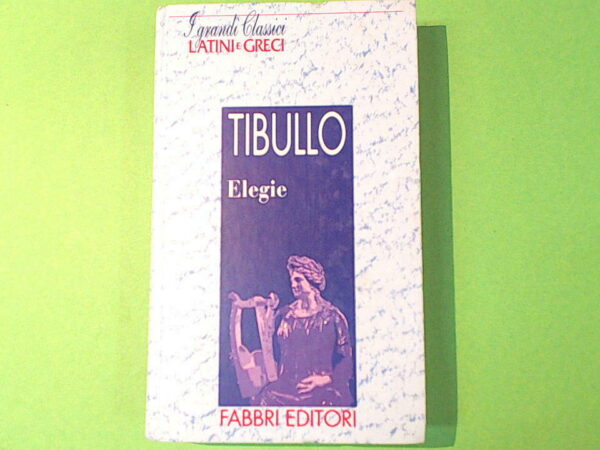 I grandi Classici
LATINI E GRECI
TIBULLO
Elegie
FABBRI EDITORI